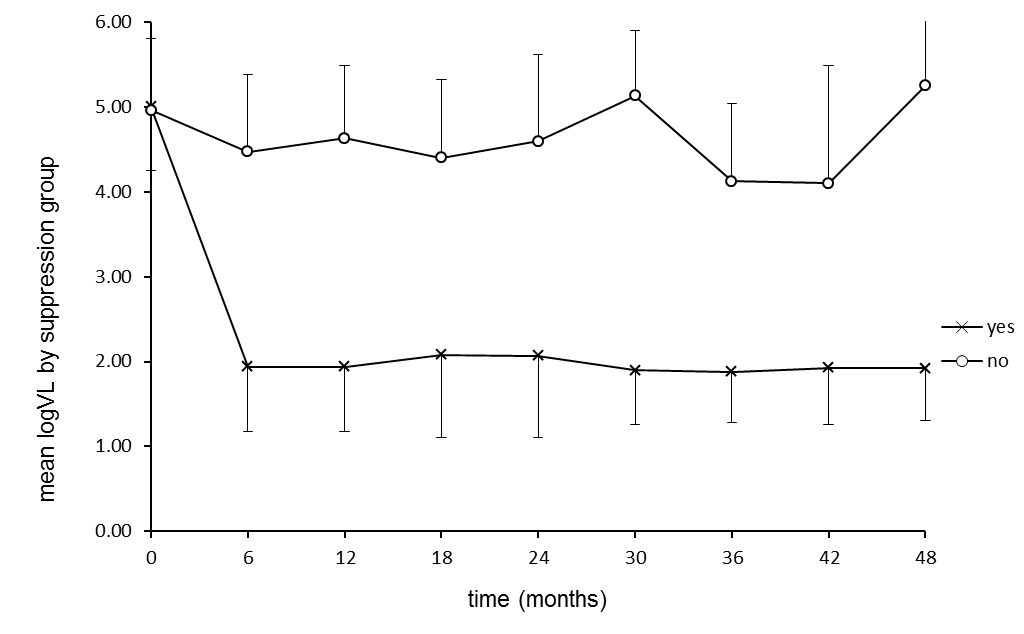 6.00
5.00
4.00
3.00
2.00
1.00
0.00
mean logVL by suppression group
0 6 12 18 24 30 36 42 48
time (months)
yes
no